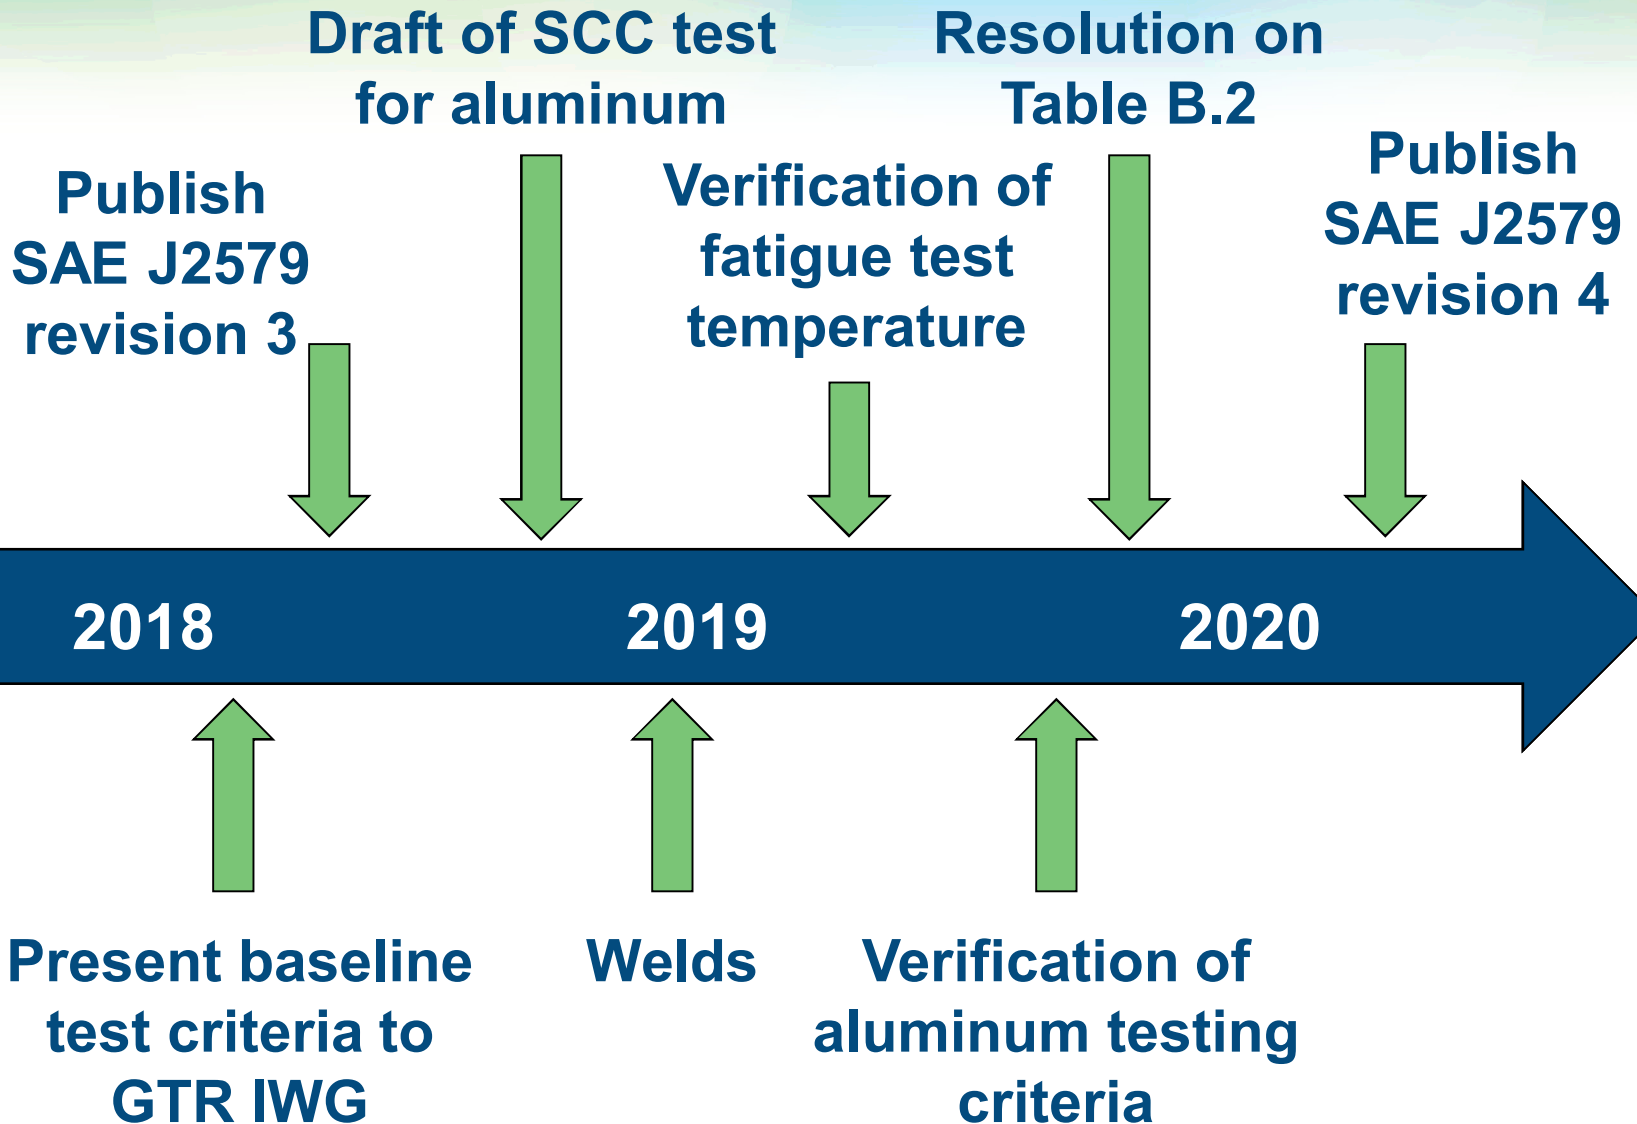 Draft of SCC test
for aluminum
Resolution on
Table B.2
Publish
SAE J2579
revision 3
Verification of
fatigue test
temperature
Publish
SAE J2579
revision 4
2018
2019
2020
Present baseline
test criteria to
GTR IWG
Welds
Verification of
aluminum testing
criteria